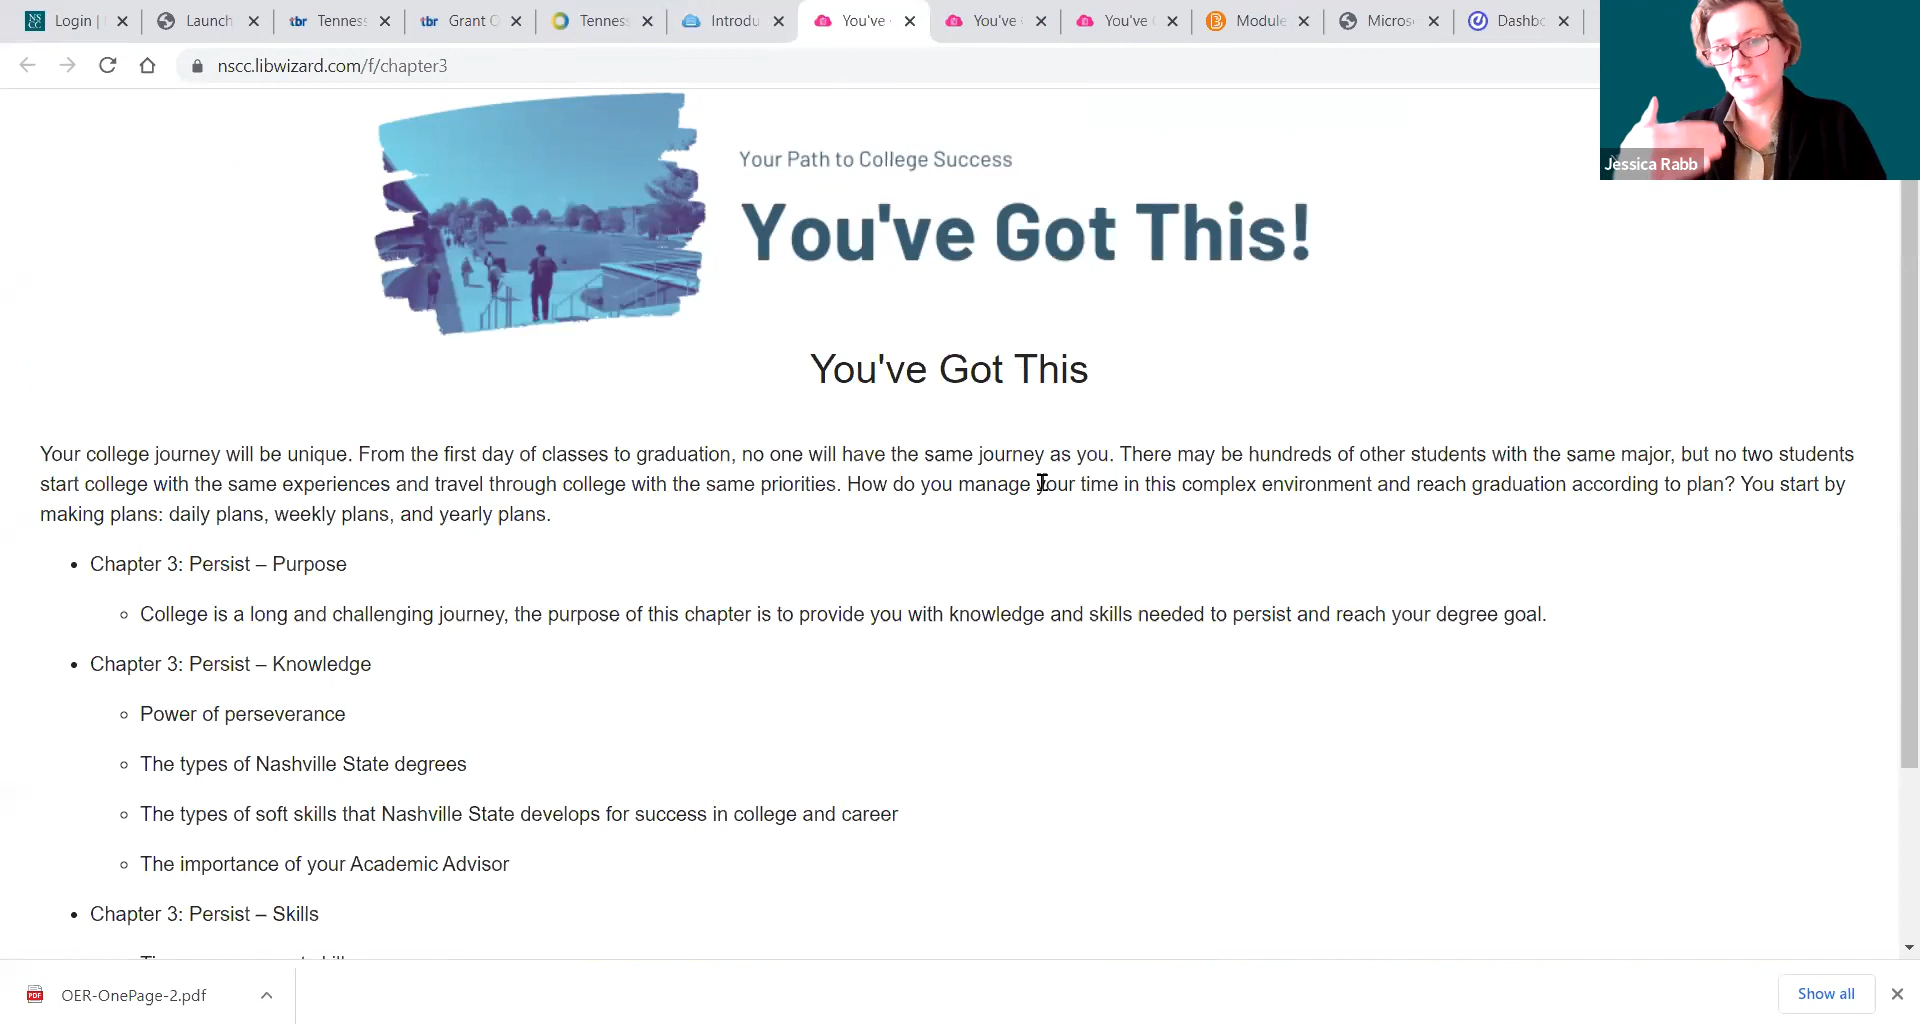 Login |
Launch
tbr Tennes
tbr Grant
Tennes
Introdu
You've
You've
You've
Module
Micros
Dashb
nscc.libwizard.com/f/chapter3
Jessica Rabb
Your Path to College Success
You've Got This!
You've Got This
Your college journey will be unique. From the first day of classes to graduation, no one will have the same journey as you. There may be hundreds of other students with the same major, but no two students
start college with the same experiences and travel through college with the same priorities. How do you manage your time in this complex environment and reach graduation according to plan? You start by
making plans: daily plans, weekly plans, and yearly plans.
• Chapter 3: Persist – Purpose
◦ College is a long and challenging journey, the purpose of this chapter is to provide you with knowledge and skills needed to persist and reach your degree goal.
• Chapter 3: Persist – Knowledge
◦ Power of perseverance
◦ The types of Nashville State degrees
◦ The types of soft skills that Nashville State develops for success in college and career
◦ The importance of your Academic Advisor
• Chapter 3: Persist – Skills
PDF OER-OnePage-2.pdf
Show all